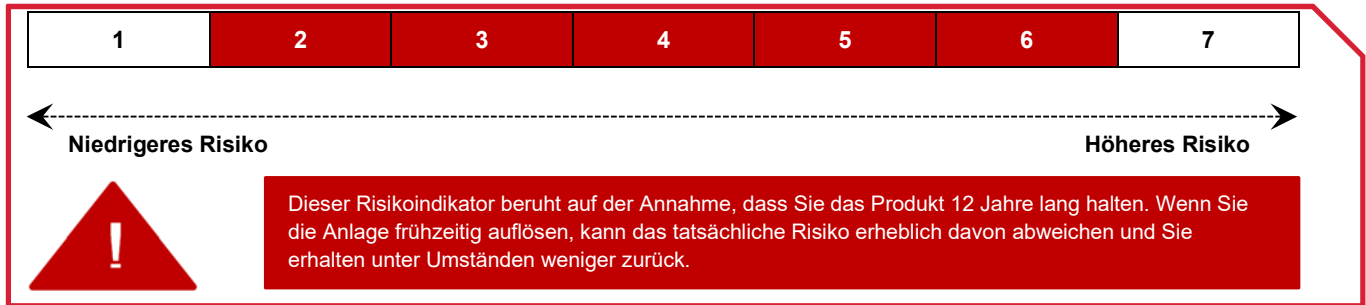 1 2 3 4 5 6 7
Niedrigeres Risiko Höheres Risiko
!
Dieser Risikoindikator beruht auf der Annahme, dass Sie das Produkt 12 Jahre lang halten. Wenn Sie
die Anlage frühzeitig auflösen, kann das tatsächliche Risiko erheblich davon abweichen und Sie
erhalten unter Umständen weniger zurück.